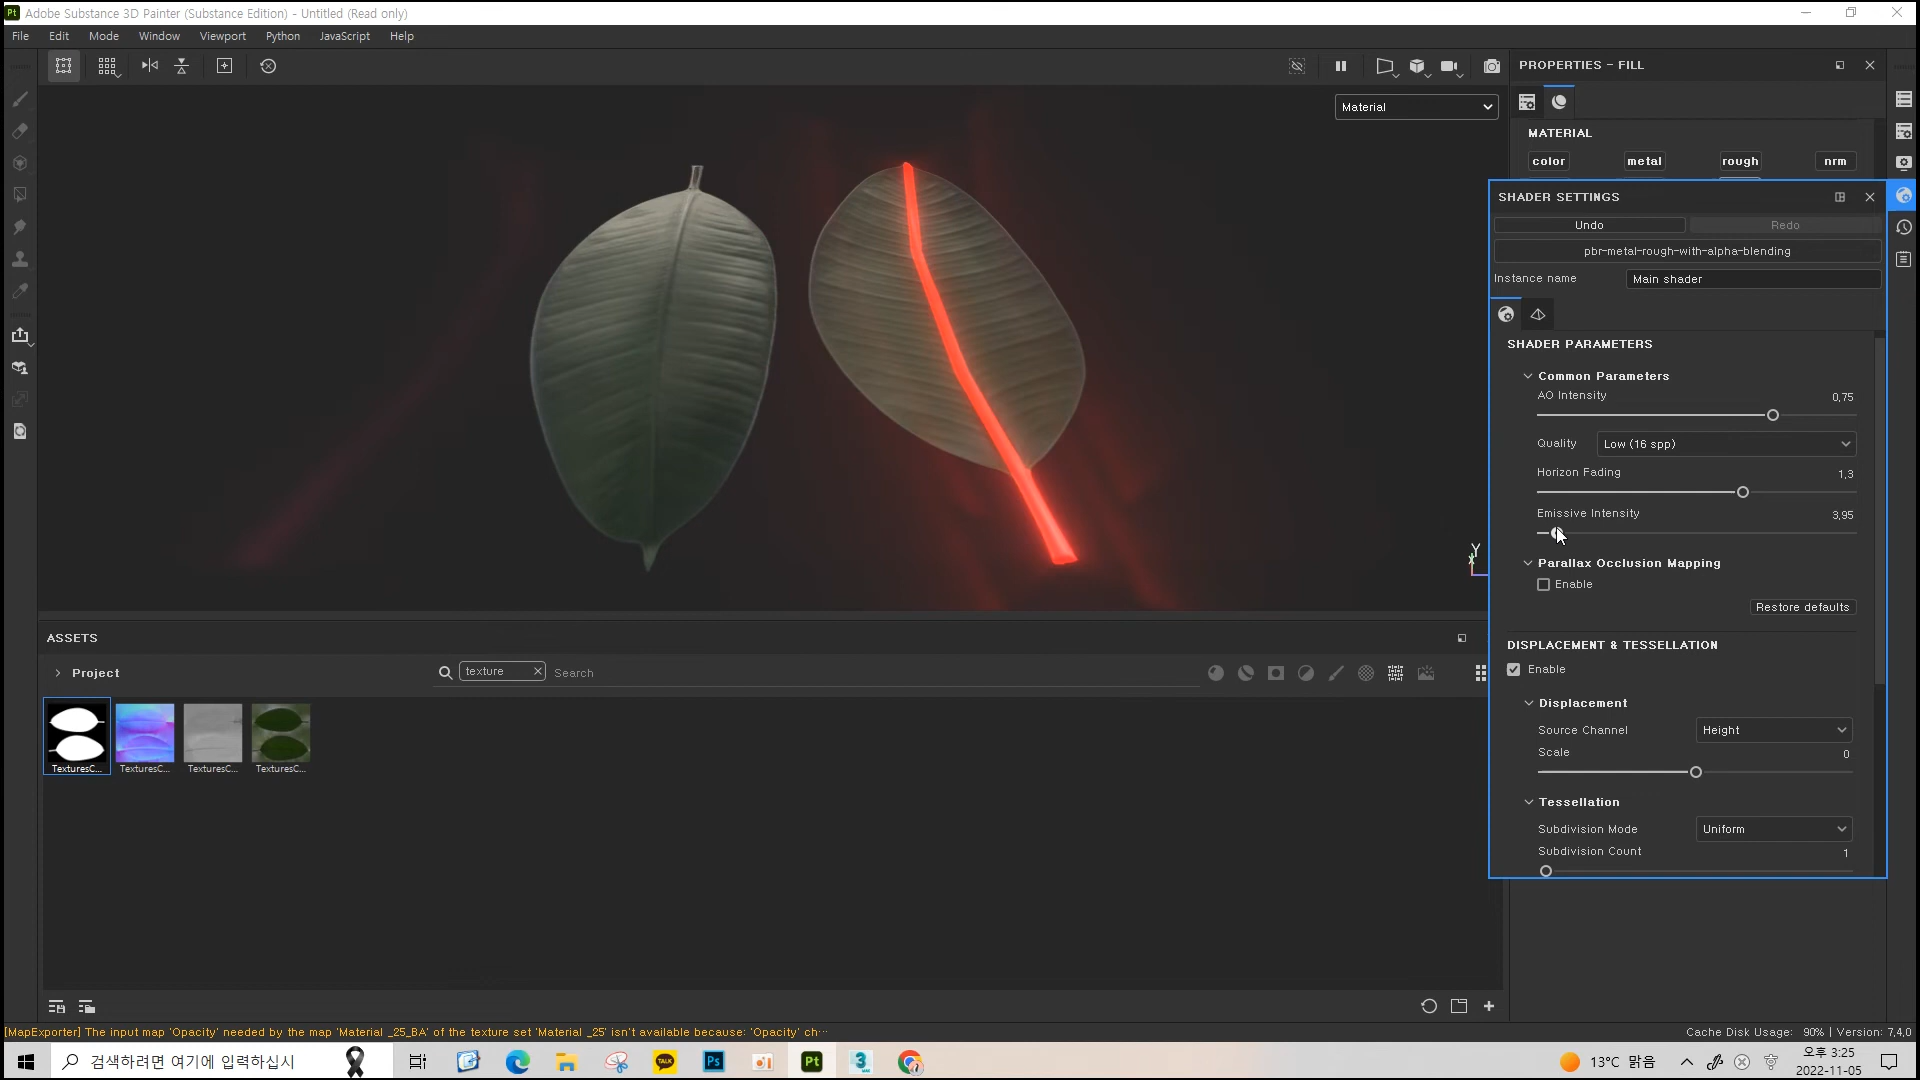 Pt Adobe Substance 3D Painter (Substance Edition) - Untitled (Read only)
File Edit Mode Window Viewport Python JavaScript Help
PROPERTIES - FILL
Material
MATERIAL
color metal rough nrm
SHADER SETTINGS
Undo Redo
pbr-metal-rough-with-alpha-blending
Instance name Main shader
SHADER PARAMETERS
Common Parameters
AO Intensity 0,75
Quality Low (16 spp)
Horizon Fading 1,3
Emissive Intensity 3,95
Y
Parallax Occlusion Mapping
Enable
Restore defaults
DISPLACEMENT & TESSELLATION
Enable
Displacement
Source Channel Height
Scale 0
Tessellation
Subdivision Mode Uniform
Subdivision Count 1
ASSETS
Project texture Search
TexturesC... TexturesC... TexturesC... TexturesC...
[MapExporter] The input map 'Opacity' needed by the map 'Material _25_BA' of the texture set 'Material _25' isn't available because: 'Opacity' ch···
Cache Disk Usage: 90% | Version: 7,4,0
검색하려면 여기에 입력하십시
TALK Ps Pt 3
13°C 맑음
오후 3:25
2022-11-05